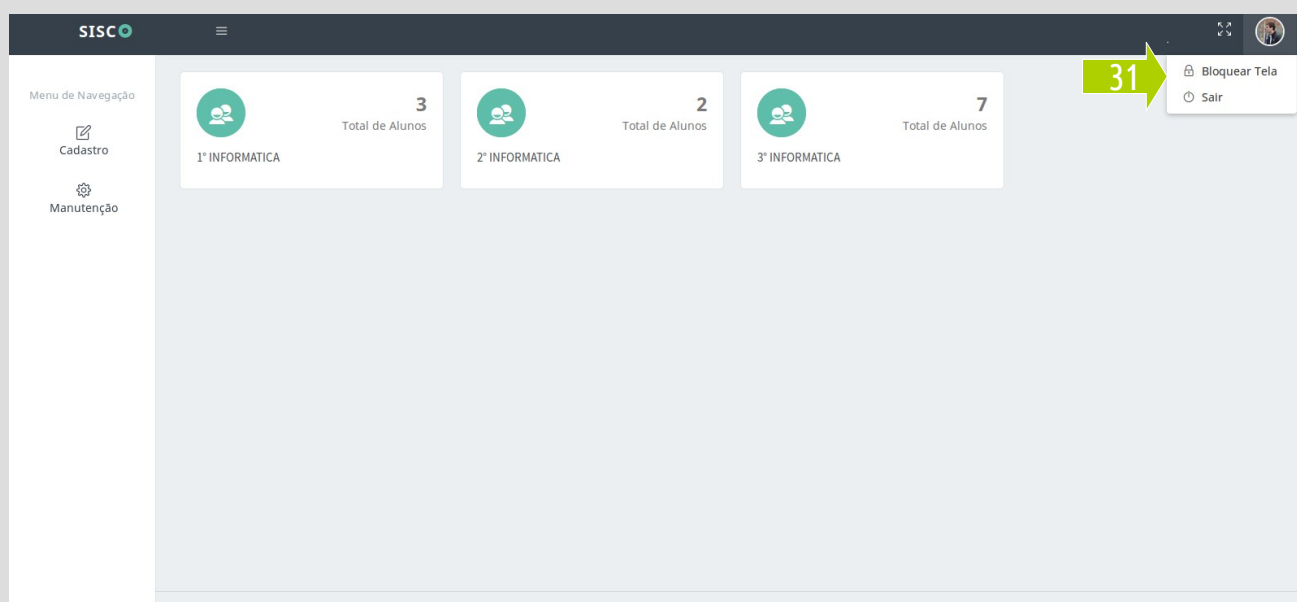 SISCO
Menu de Navegação
Cadastro
Manutenção
3
Total de Alunos
1° INFORMATICA
2
Total de Alunos
2° INFORMATICA
7
Total de Alunos
3° INFORMATICA
31
Bloquear Tela
Sair